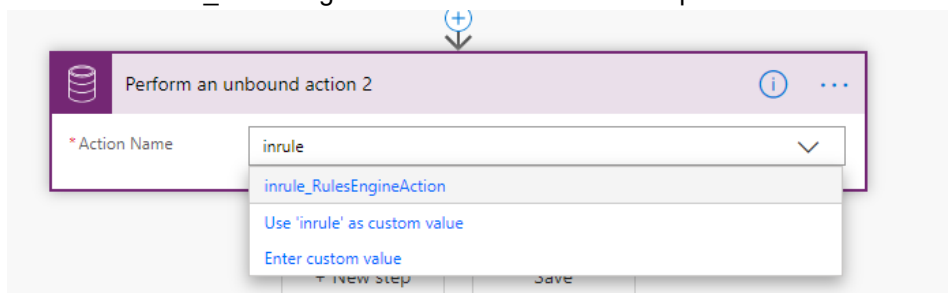 Perform an unbound action 2
* Action Name
inrule
inrule_RulesEngineAction
Use 'inrule' as custom value
Enter custom value
+ New step Save